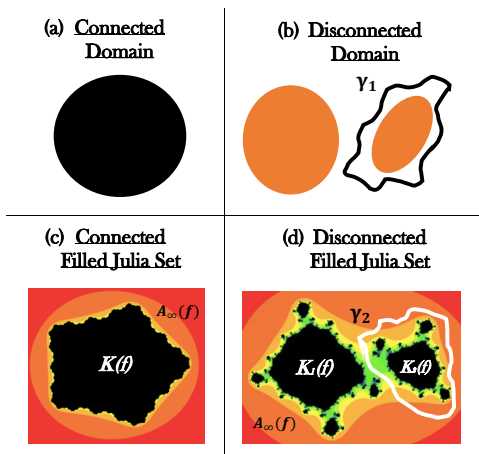 (a) Connected
Domain
(b) Disconnected
Domain
γ₁
(c) Connected
Filled Julia Set
(d) Disconnected
Filled Julia Set
A∞(f)
K(f)
γ₂
K₁(f)
K₂(f)
A∞(f)